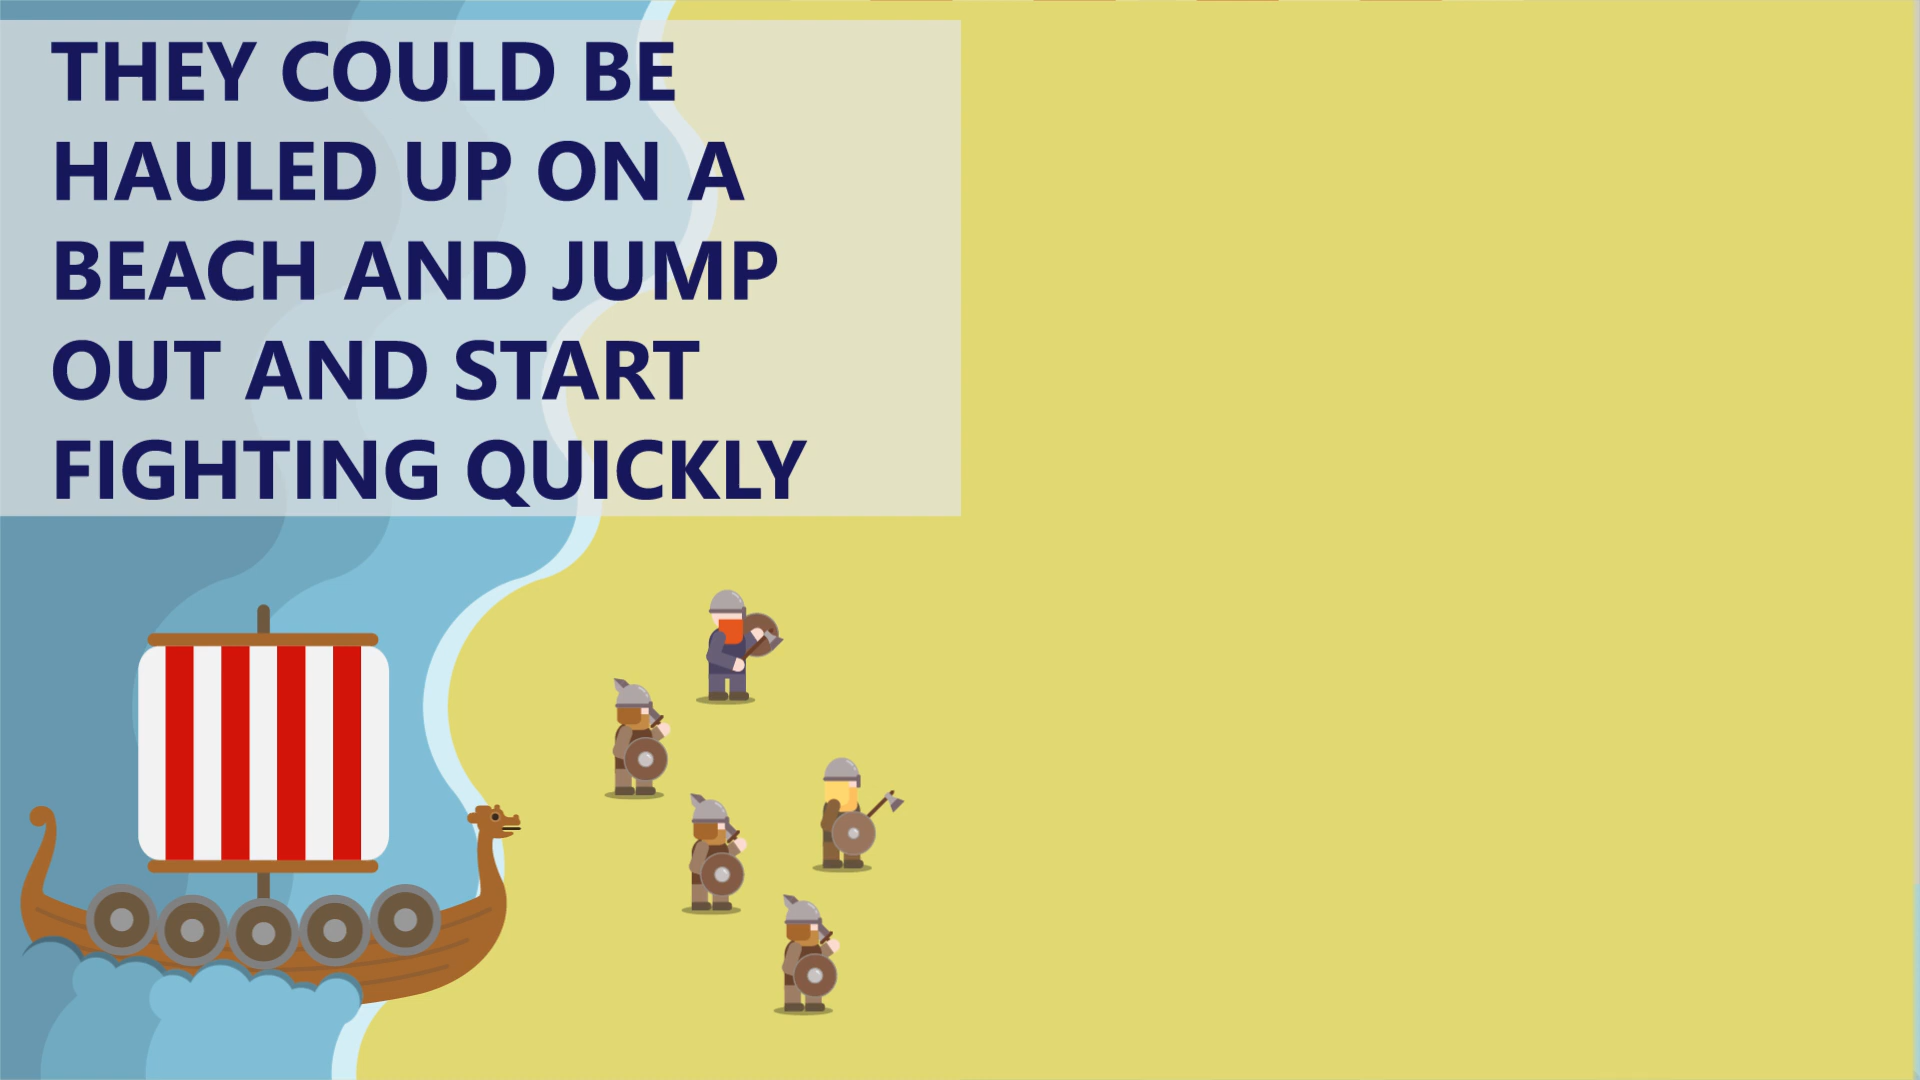 THEY COULD BE
HAULED UP ON A
BEACH AND JUMP
OUT AND START
FIGHTING QUICKLY